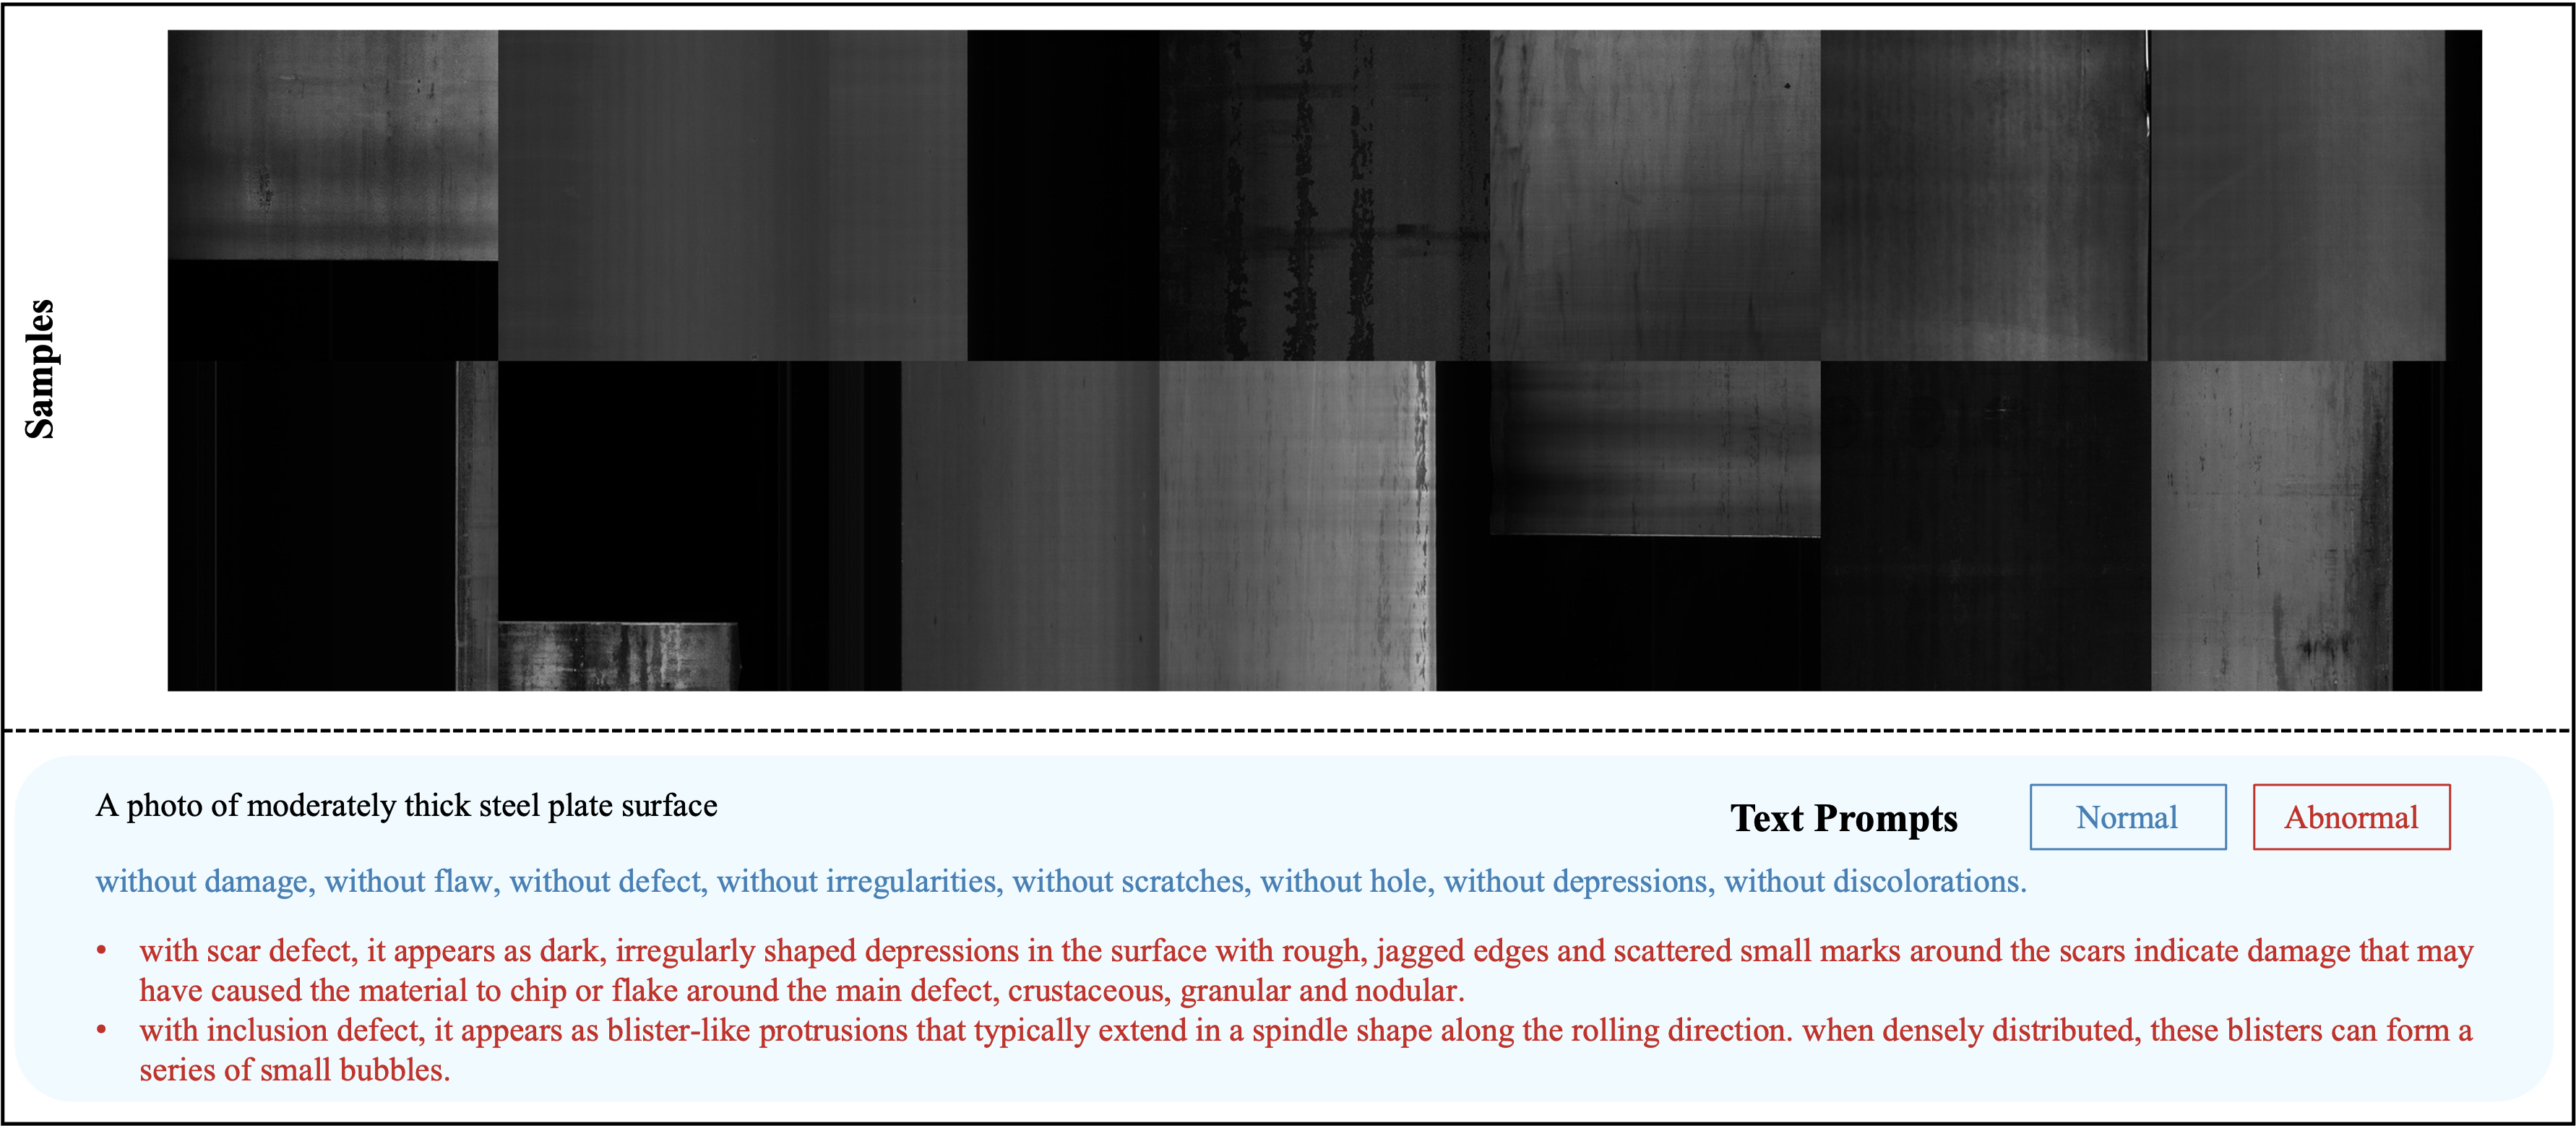 Samples
A photo of moderately thick steel plate surface
Text Prompts
Normal
Abnormal
without damage, without flaw, without defect, without irregularities, without scratches, without hole, without depressions, without discolorations.
• with scar defect, it appears as dark, irregularly shaped depressions in the surface with rough, jagged edges and scattered small marks around the scars indicate damage that may
have caused the material to chip or flake around the main defect, crustaceous, granular and nodular.
• with inclusion defect, it appears as blister-like protrusions that typically extend in a spindle shape along the rolling direction. when densely distributed, these blisters can form a
series of small bubbles.